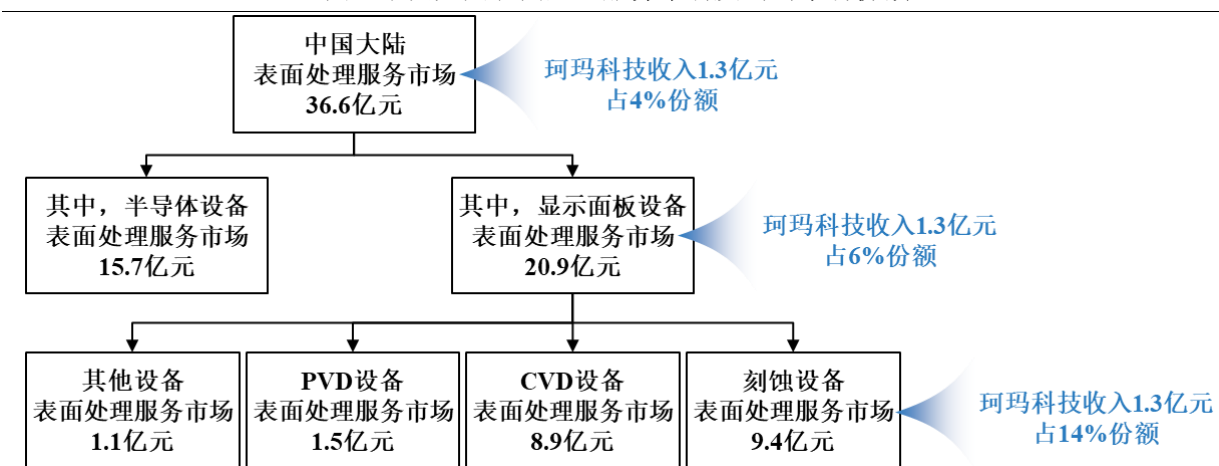 中国大陆
表面处理服务市场
36.6亿元
珂玛科技收入1.3亿元
占4%份额
其中，半导体设备
表面处理服务市场
15.7亿元
其中，显示面板设备
表面处理服务市场
20.9亿元
珂玛科技收入1.3亿元
占6%份额
其他设备
表面处理服务市场
1.1亿元
PVD设备
表面处理服务市场
1.5亿元
CVD设备
表面处理服务市场
8.9亿元
刻蚀设备
表面处理服务市场
9.4亿元
珂玛科技收入1.3亿元
占14%份额